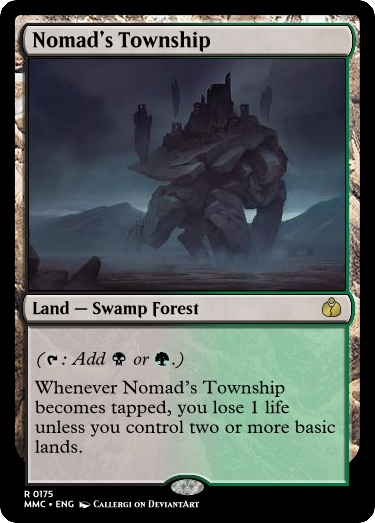 Nomad's Township
Land — Swamp Forest
(: Add or .)
Whenever Nomad's Township
becomes tapped, you lose 1 life
unless you control two or more basic
lands.
R 0175
MMC • ENG Callergi on DeviantArt